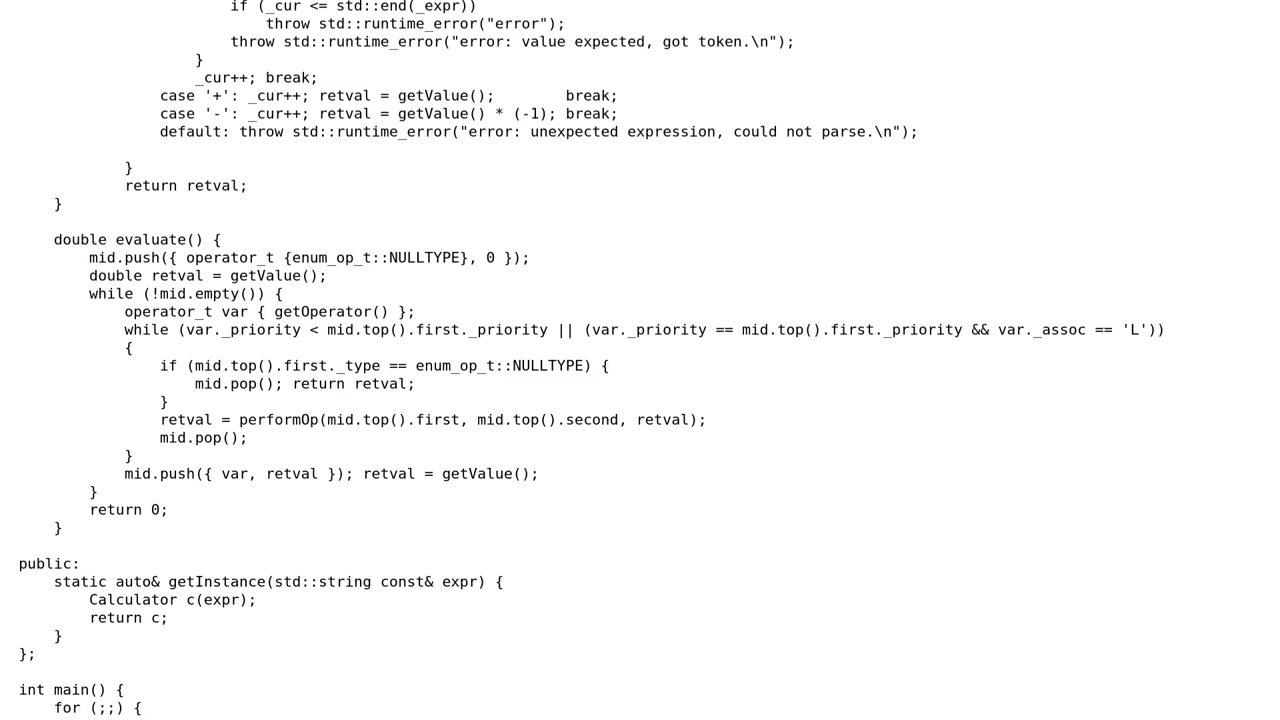 if (_cur <= std::end(_expr))
throw std::runtime_error("error");
throw std::runtime_error("error: value expected, got token.\n");
}
_cur++; break;
case '+': _cur++; retval = getValue();        break;
case '-': _cur++; retval = getValue() * (-1); break;
default: throw std::runtime_error("error: unexpected expression, could not parse.\n");
}
return retval;
}
double evaluate() {
mid.push({ operator_t {enum_op_t::NULLTYPE}, 0 });
double retval = getValue();
while (!mid.empty()) {
operator_t var { getOperator() };
while (var._priority < mid.top().first._priority || (var._priority == mid.top().first._priority && var._assoc == 'L'))
{
if (mid.top().first._type == enum_op_t::NULLTYPE) {
mid.pop(); return retval;
}
retval = performOp(mid.top().first, mid.top().second, retval);
mid.pop();
}
mid.push({ var, retval }); retval = getValue();
}
return 0;
}
public:
static auto& getInstance(std::string const& expr) {
Calculator c(expr);
return c;
}
};
int main() {
for (;;) {